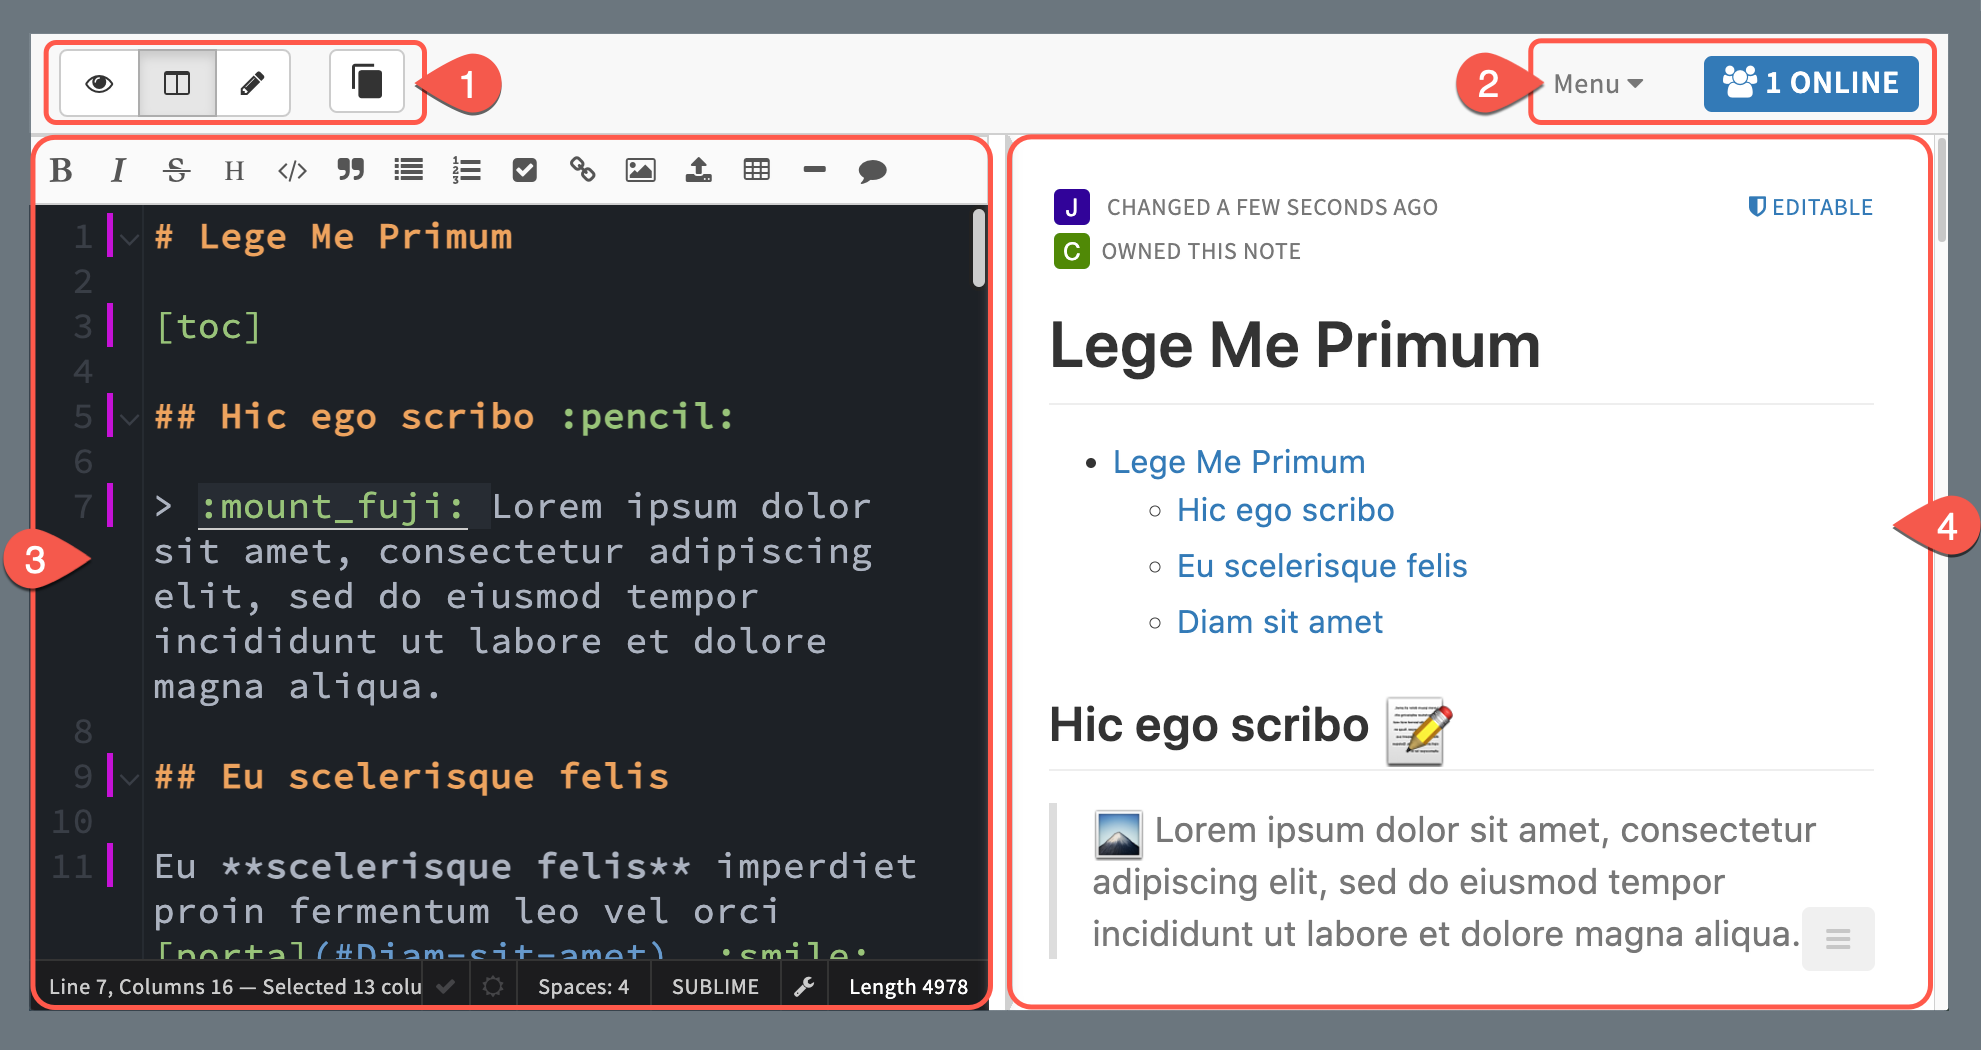 1
2
Menu
1 ONLINE
B I S H </>
1 # Lege Me Primum
2
3 [toc]
4
5 ## Hic ego scribo :pencil:
6
7 > :mount_fuji: Lorem ipsum dolor
sit amet, consectetur adipiscing
elit, sed do eiusmod tempor
incididunt ut labore et dolore
magna aliqua.
8
9 ## Eu scelerisque felis
10
11 Eu **scelerisque felis** imperdiet
proin fermentum leo vel orci
[porta](#Diam-sit-amet) :smile:
Line 7, Columns 16 — Selected 13 colu
Spaces: 4
SUBLIME
Length 4978
3
J CHANGED A FEW SECONDS AGO
EDITABLE
C OWNED THIS NOTE
Lege Me Primum
• Lege Me Primum
◦ Hic ego scribo
◦ Eu scelerisque felis
◦ Diam sit amet
Hic ego scribo
Lorem ipsum dolor sit amet, consectetur
adipiscing elit, sed do eiusmod tempor
incididunt ut labore et dolore magna aliqua.
4